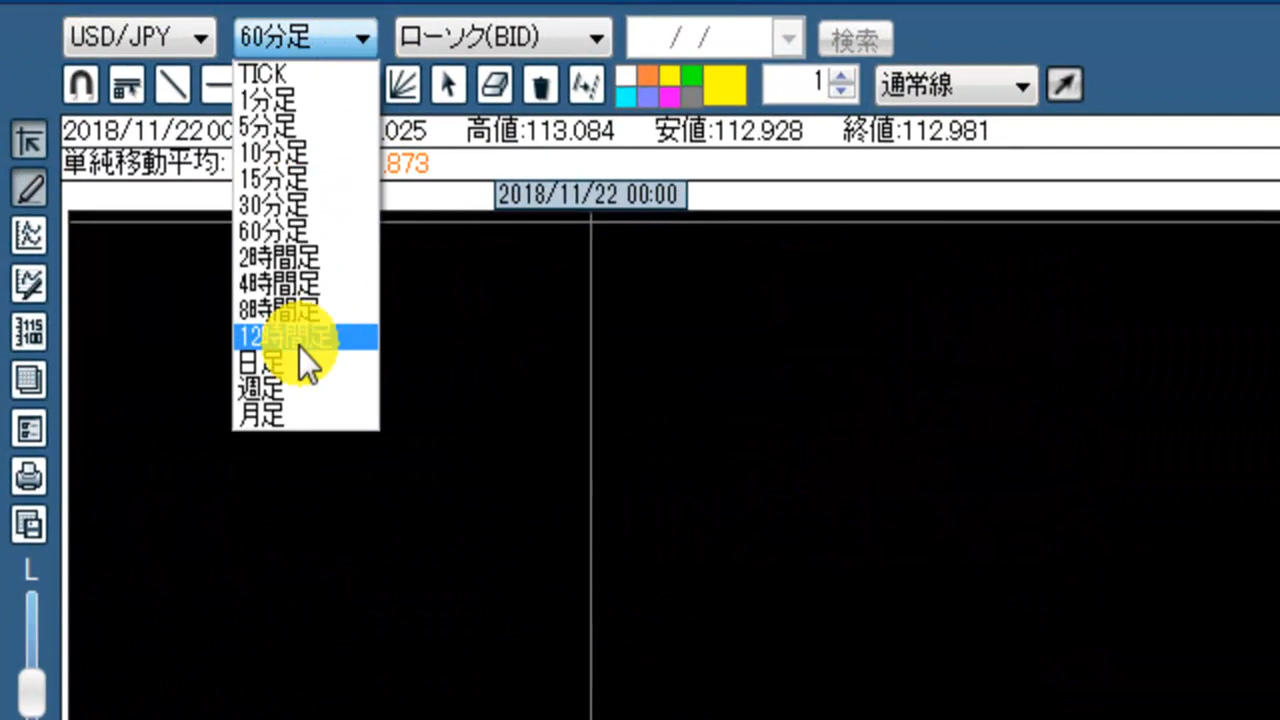 USD/JPY 60分足 ローソク(BID) / / 検索
TICK
1分足
5分足
10分足
15分足
30分足
60分足
2時間足
4時間足
8時間足
12時間足
日足
週足
月足
1 通常線
2018/11/22 00 .025 高値:113.084 安値:112.928 終値:112.981
単純移動平均: .873
2018/11/22 00:00
115
100
L